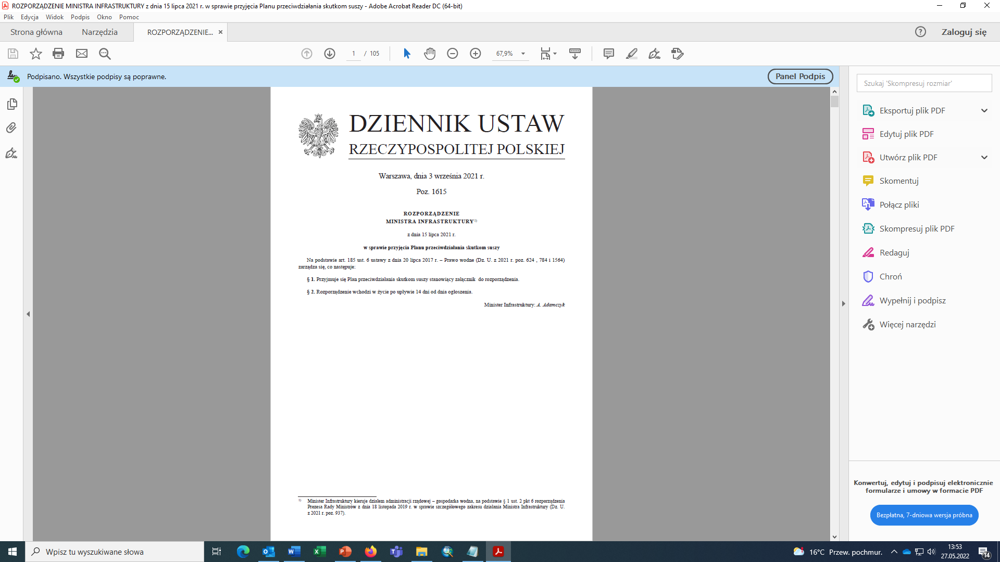 ROZPORZĄDZENIE MINISTRA INFRASTRUKTURY z dnia 15 lipca 2021 r. w sprawie przyjęcia Planu przeciwdziałania skutkom suszy - Adobe Acrobat Reader DC (64-bit)
Plik Edycja Widok Podpis Okno Pomoc
Strona główna Narzędzia ROZPORZĄDZENIE... × Zaloguj się
1 / 105 67,9%
Podpisano. Wszystkie podpisy są poprawne. Panel Podpis
DZIENNIK USTAW
RZECZYPOSPOLITEJ POLSKIEJ
Warszawa, dnia 3 września 2021 r.
Poz. 1615
ROZPORZĄDZENIE
MINISTRA INFRASTRUKTURY¹⁾
z dnia 15 lipca 2021 r.
w sprawie przyjęcia Planu przeciwdziałania skutkom suszy
Na podstawie art. 185 ust. 6 ustawy z dnia 20 lipca 2017 r. – Prawo wodne (Dz. U. z 2021 r. poz. 624 , 784 i 1564)
zarządza się, co następuje:
§ 1. Przyjmuje się Plan przeciwdziałania skutkom suszy stanowiący załącznik do rozporządzenia.
§ 2. Rozporządzenie wchodzi w życie po upływie 14 dni od dnia ogłoszenia.
Minister Infrastruktury: A. Adamczyk
¹⁾ Minister Infrastruktury kieruje działem administracji rządowej – gospodarka wodna, na podstawie § 1 ust. 2 pkt 6 rozporządzenia
Prezesa Rady Ministrów z dnia 18 listopada 2019 r. w sprawie szczegółowego zakresu działania Ministra Infrastruktury (Dz. U.
z 2021 r. poz. 937).
Szukaj 'Skompresuj rozmiar'
Eksportuj plik PDF
Edytuj plik PDF
Utwórz plik PDF
Skomentuj
Połącz pliki
Skompresuj plik PDF
Redaguj
Chroń
Wypełnij i podpisz
Więcej narzędzi
Konwertuj, edytuj i podpisuj elektronicznie
formularze i umowy w formacie PDF
Bezpłatna, 7-dniowa wersja próbna
Wpisz tu wyszukiwane słowa
16°C Przew. pochmur.
13:53
27.05.2022
14